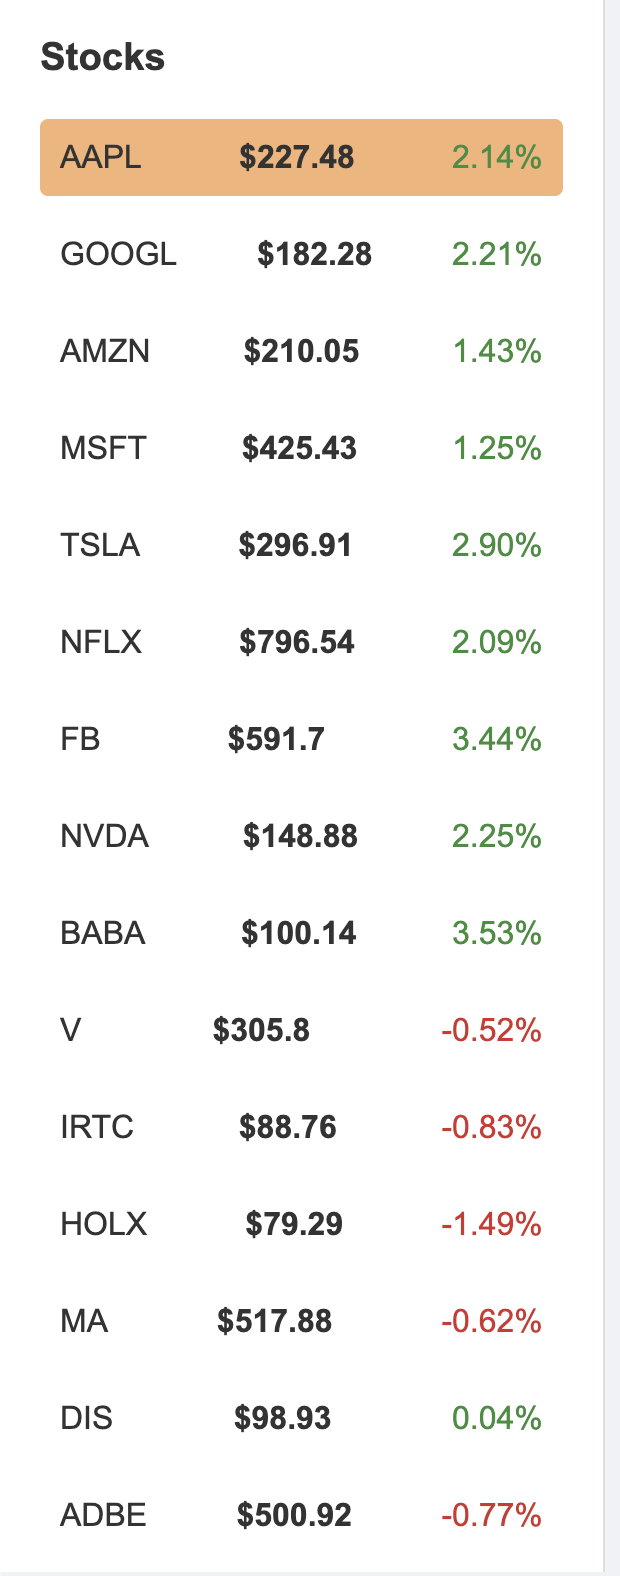 Stocks
AAPL $227.48 2.14%
GOOGL $182.28 2.21%
AMZN $210.05 1.43%
MSFT $425.43 1.25%
TSLA $296.91 2.90%
NFLX $796.54 2.09%
FB $591.7 3.44%
NVDA $148.88 2.25%
BABA $100.14 3.53%
V $305.8 -0.52%
IRTC $88.76 -0.83%
HOLX $79.29 -1.49%
MA $517.88 -0.62%
DIS $98.93 0.04%
ADBE $500.92 -0.77%